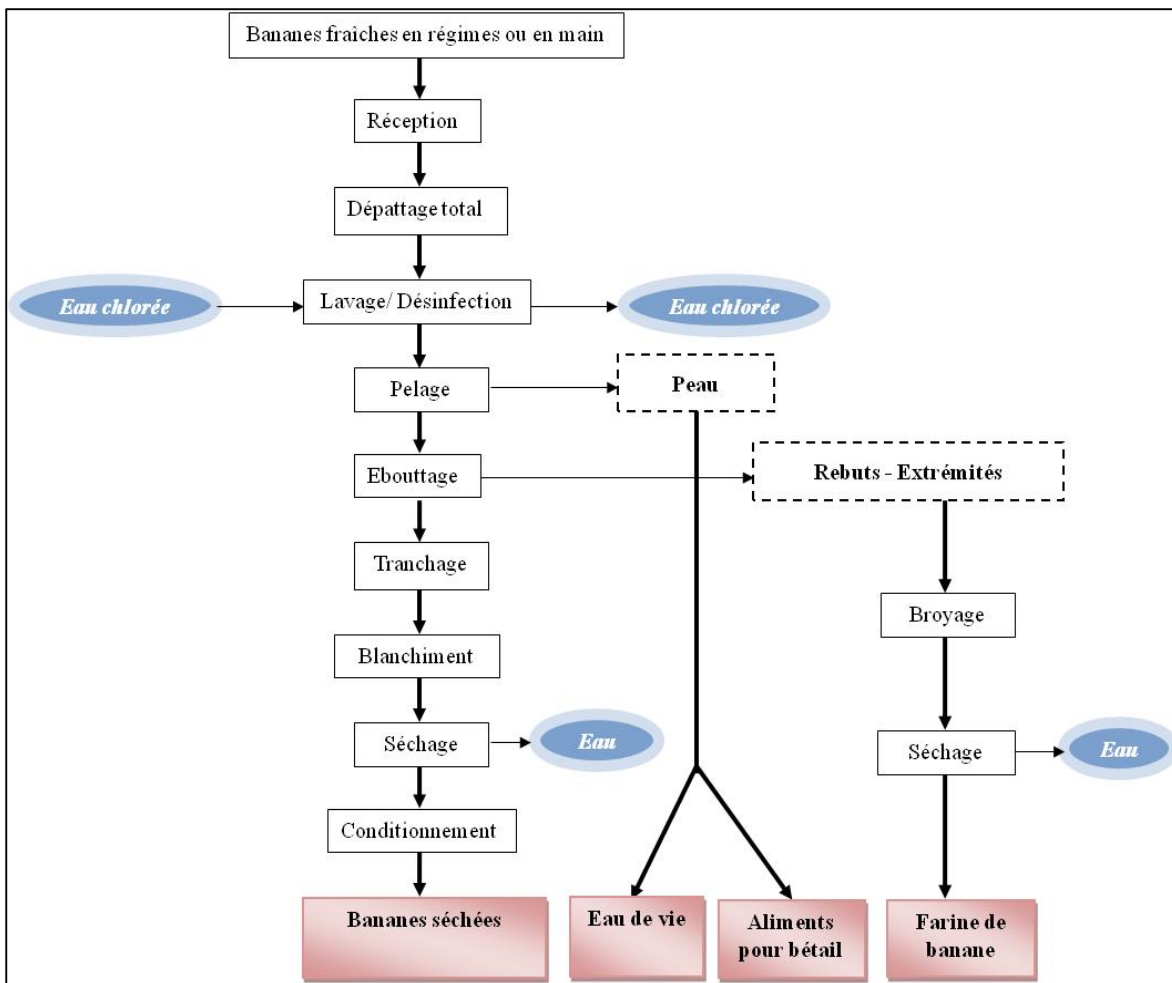 Bananes fraîches en régimes ou en main
Réception
Dépattage total
Eau chlorée
Lavage/ Désinfection
Eau chlorée
Pelage
Peau
Ebouttage
Rebuts - Extrémités
Tranchage
Broyage
Blanchiment
Séchage
Eau
Séchage
Eau
Conditionnement
Bananes séchées
Eau de vie
Aliments
pour bétail
Farine de
banane